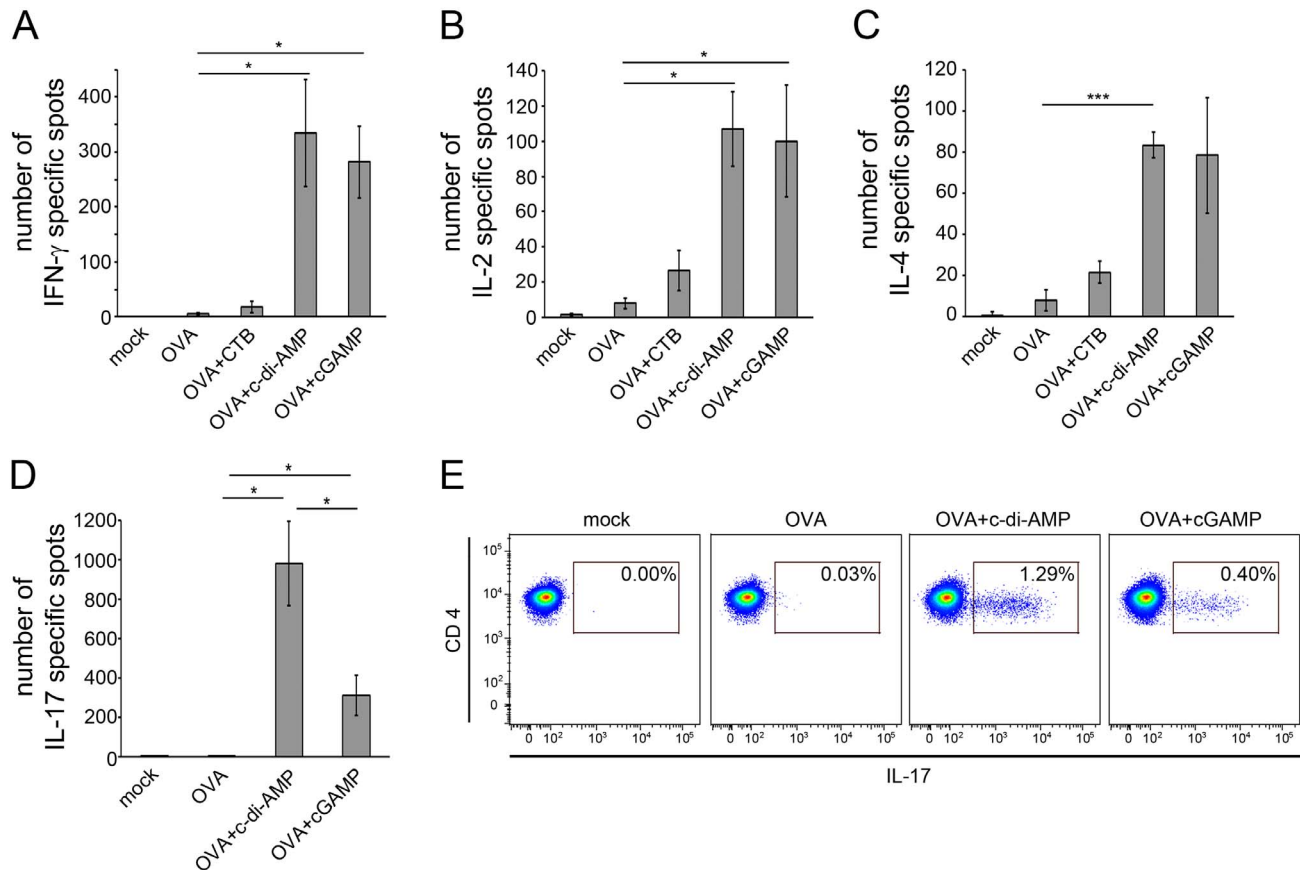 A
number of
IFN-γ specific spots
400
300
200
100
0
*
*
mock
OVA
OVA+CTB
OVA+c-di-AMP
OVA+cGAMP
B
number of
IL-2 specific spots
140
120
100
80
60
40
20
0
*
*
mock
OVA
OVA+CTB
OVA+c-di-AMP
OVA+cGAMP
C
number of
IL-4 specific spots
120
100
80
60
40
20
0
***
mock
OVA
OVA+CTB
OVA+c-di-AMP
OVA+cGAMP
D
number of
IL-17 specific spots
1200
1000
800
600
400
200
0
*
*
*
mock
OVA
OVA+c-di-AMP
OVA+cGAMP
E
mock
OVA
OVA+c-di-AMP
OVA+cGAMP
CD 4
10⁵
10⁴
10³
10²
0
0.00%
0.03%
1.29%
0.40%
0 10² 10³ 10⁴ 10⁵
0 10² 10³ 10⁴ 10⁵
0 10² 10³ 10⁴ 10⁵
0 10² 10³ 10⁴ 10⁵
IL-17